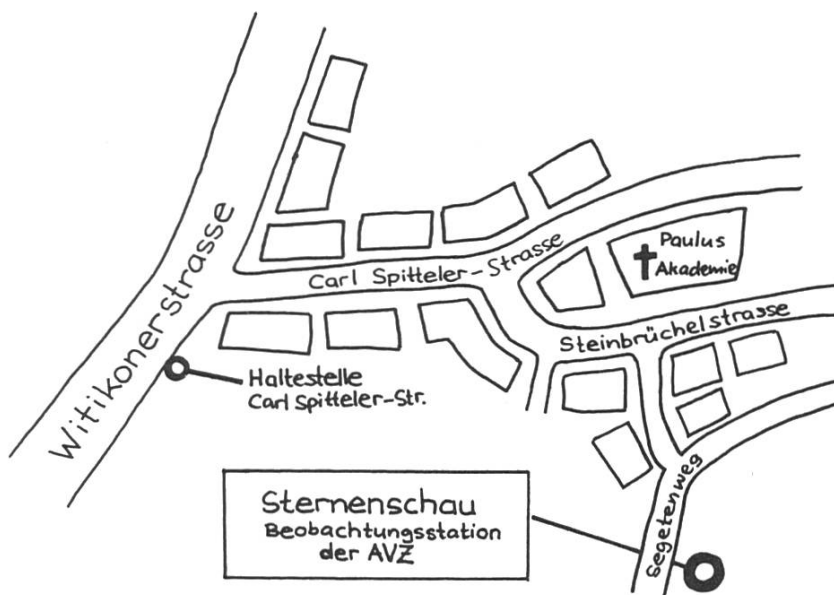 Witikonerstrasse
Carl Spitteler-Strasse
Paulus
Akademie
Steinbrüchelstrasse
Haltestelle
Carl Spitteler-Str.
Sternenschau
Beobachtungsstation
der AVZ
Segetenweg